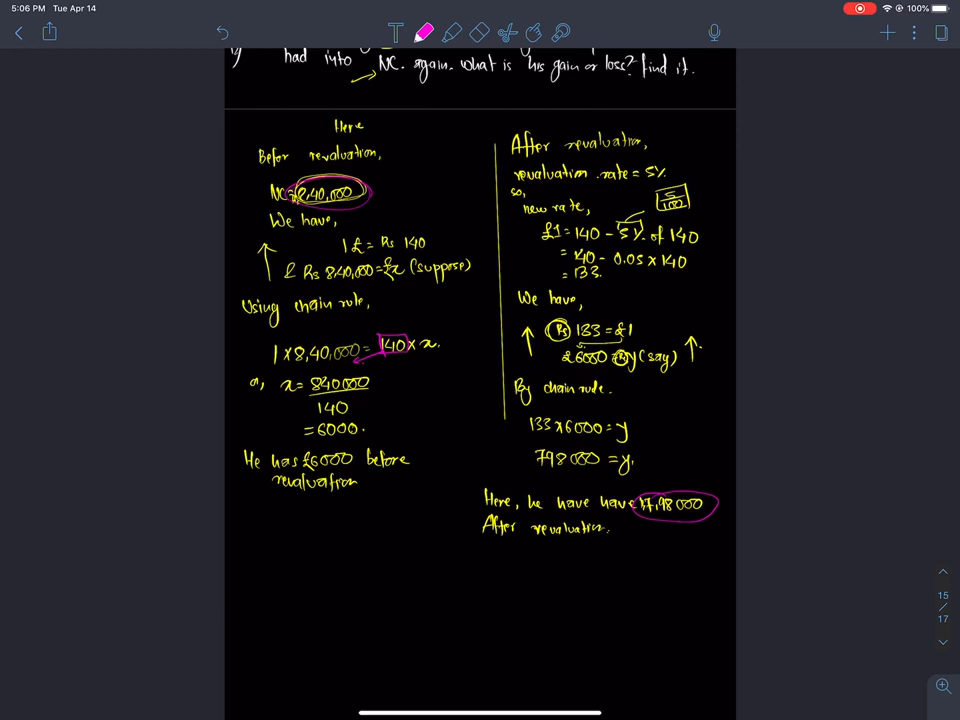 5:06 PM Tue Apr 14
100%
had into
NC. again. what is his gain or loss? find it.
Here
Befor revaluation,
NC = 8,40,000
We have,
1 £ = Rs 140
& Rs 8,40,000 = £x (suppose)
Using chain rule,
1 × 8,40,000 = 140 × x.
or, x = 840000
140
= 6000.
He has £6000 before
revaluation
After revaluation,
revaluation rate = 5%
so,
new rate,
5
100
£1 = 140 - 5% of 140
= 140 - 0.05 × 140
= 133.
We have,
Rs 133 = £1
£6000 = Rs y (say)
By chain rule.
133 × 6000 = y
798000 = y.
Here, he have have 7,98000
After revaluation.
15
/
17